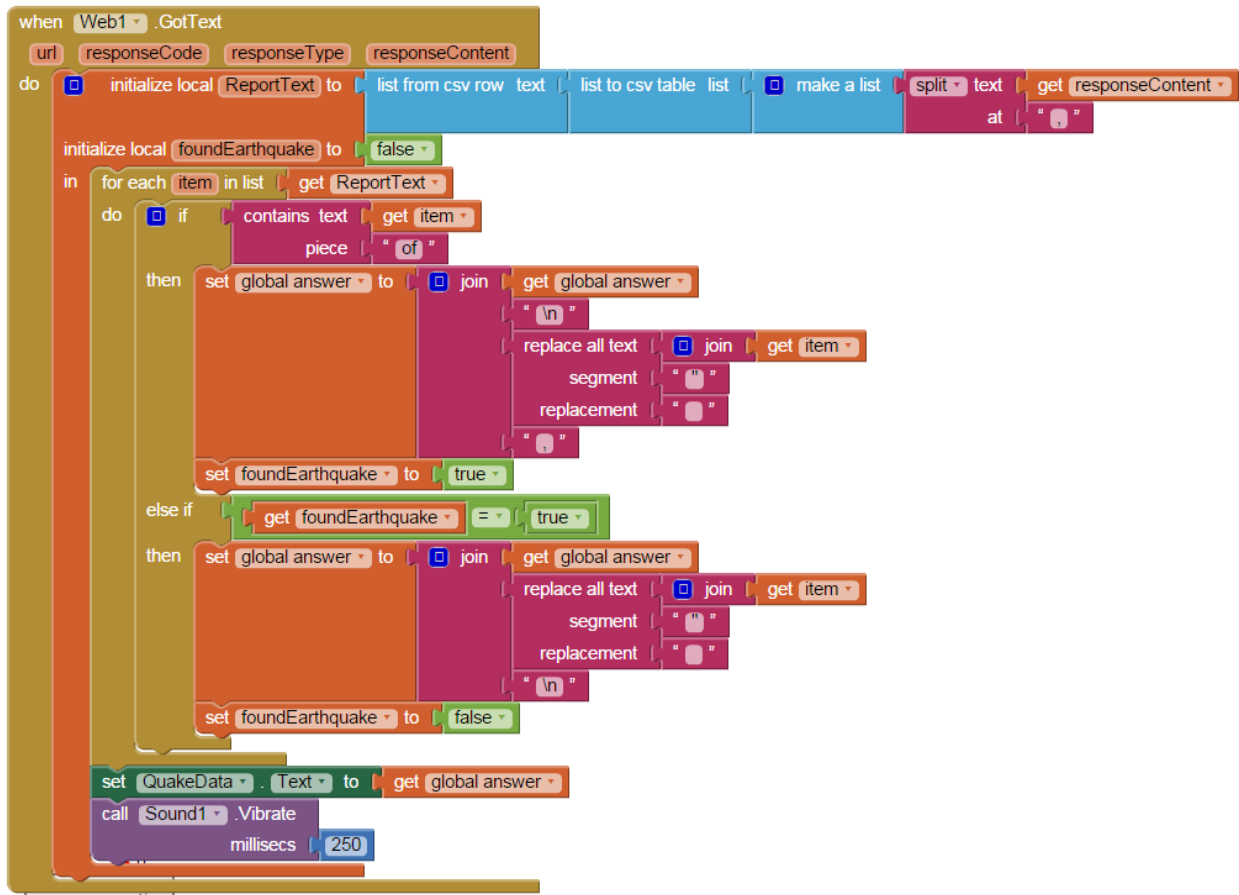 when Web1 .GotText
url responseCode responseType responseContent
do initialize local ReportText to list from csv row text list to csv table list make a list split text get responseContent
at " , "
initialize local foundEarthquake to false
in for each item in list get ReportText
do if contains text get item
piece " of "
then set global answer to join get global answer
" \n "
replace all text join get item
segment " " "
replacement " "
" , "
set foundEarthquake to true
else if get foundEarthquake = true
then set global answer to join get global answer
replace all text join get item
segment " " "
replacement " "
" \n "
set foundEarthquake to false
set QuakeData . Text to get global answer
call Sound1 .Vibrate
millisecs 250